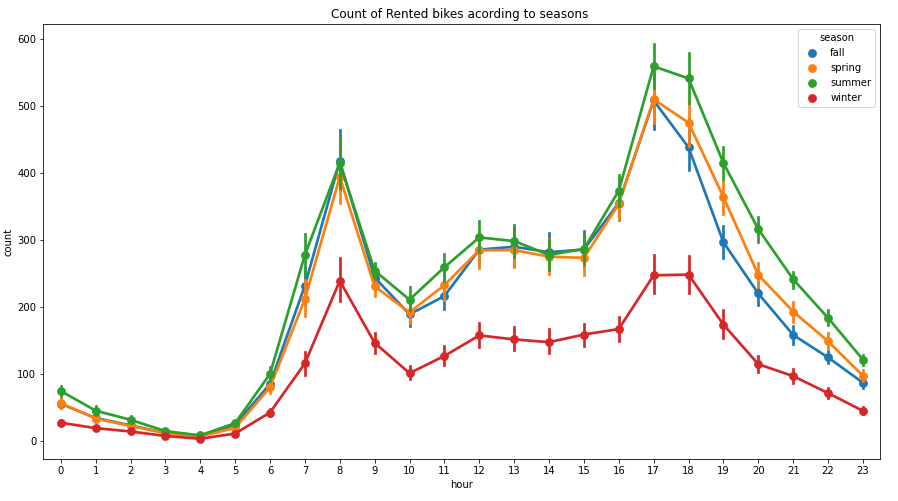 Count of Rented bikes acording to seasons
season
fall
spring
summer
winter
count
600
500
400
300
200
100
0
0 1 2 3 4 5 6 7 8 9 10 11 12 13 14 15 16 17 18 19 20 21 22 23
hour